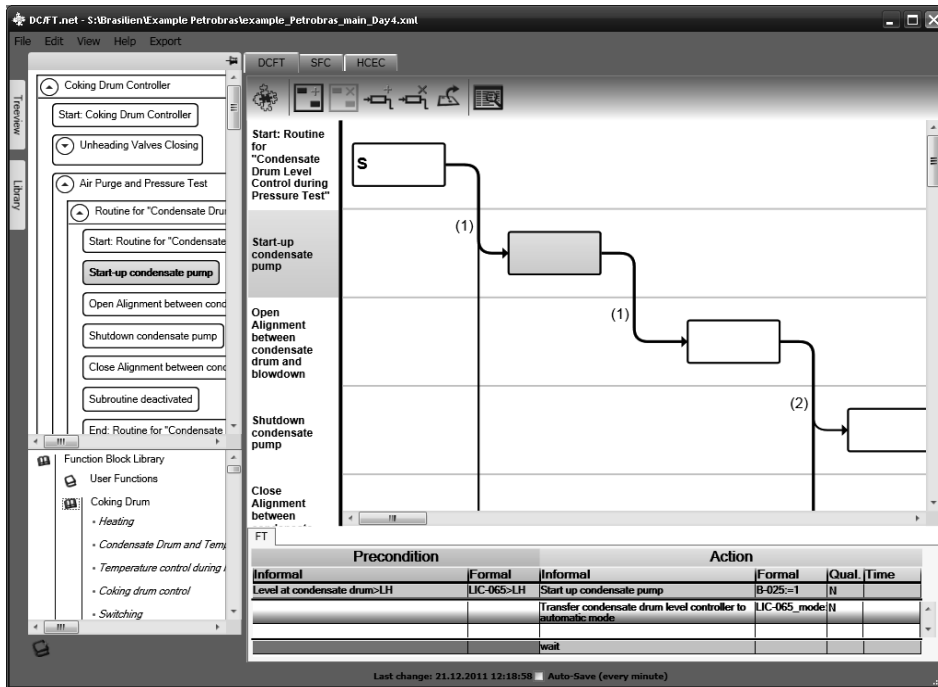 DC/FT.net - S:\Brasilien\Example Petrobras\example_Petrobras_main_Day4.xml
File Edit View Help Export
Treeview
Library
Coking Drum Controller
Start: Coking Drum Controller
Unheading Valves Closing
Air Purge and Pressure Test
Routine for "Condensate Dru
Start: Routine for "Condensate
Start-up condensate pump
Open Alignment between cond
Shutdown condensate pump
Close Alignment between cond
Subroutine deactivated
End: Routine for "Condensate
Function Block Library
User Functions
Coking Drum
Heating
Condensate Drum and Temp
Temperature control during
Coking drum control
Switching
DCFT SFC HCEC
Start: Routine
for
"Condensate
Drum Level
Control during
Pressure Test"
S
(1)
Start-up
condensate
pump
(1)
Open
Alignment
between
condensate
drum and
blowdown
(2)
Shutdown
condensate
pump
Close
Alignment
between
FT
Precondition Action
Informal Formal Informal Formal Qual. Time
Level at condensate drum>LH LIC-065>LH Start up condensate pump B-025:=1 N
Transfer condensate drum level controller to LIC-065_mode: N
automatic mode
wait
Last change: 21.12.2011 12:18:58 Auto-Save (every minute)